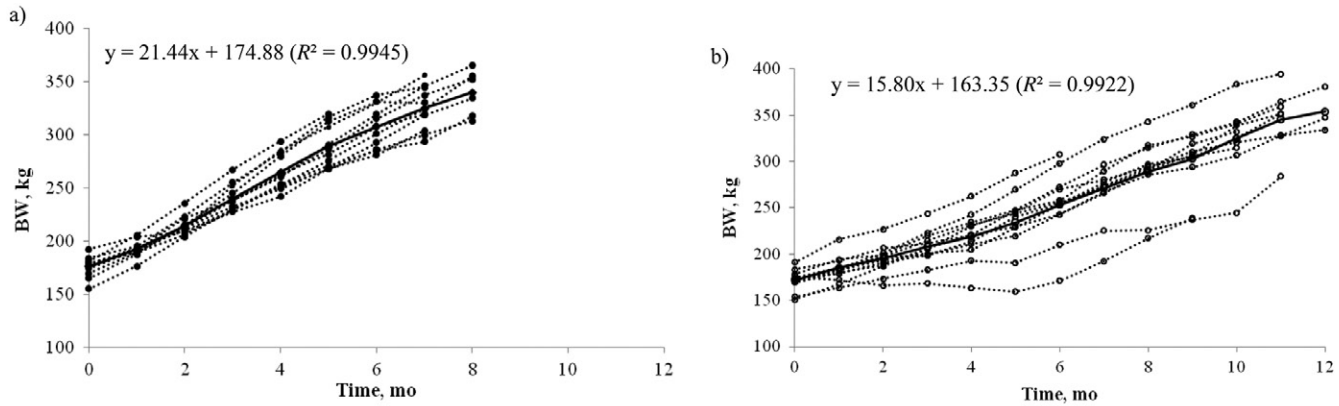 a)
400
y = 21.44x + 174.88 (R² = 0.9945)
350
300
250
200
150
100
BW, kg
0 2 4 6 8 10 12
Time, mo
b)
400
y = 15.80x + 163.35 (R² = 0.9922)
350
300
250
200
150
100
BW, kg
0 2 4 6 8 10 12
Time, mo